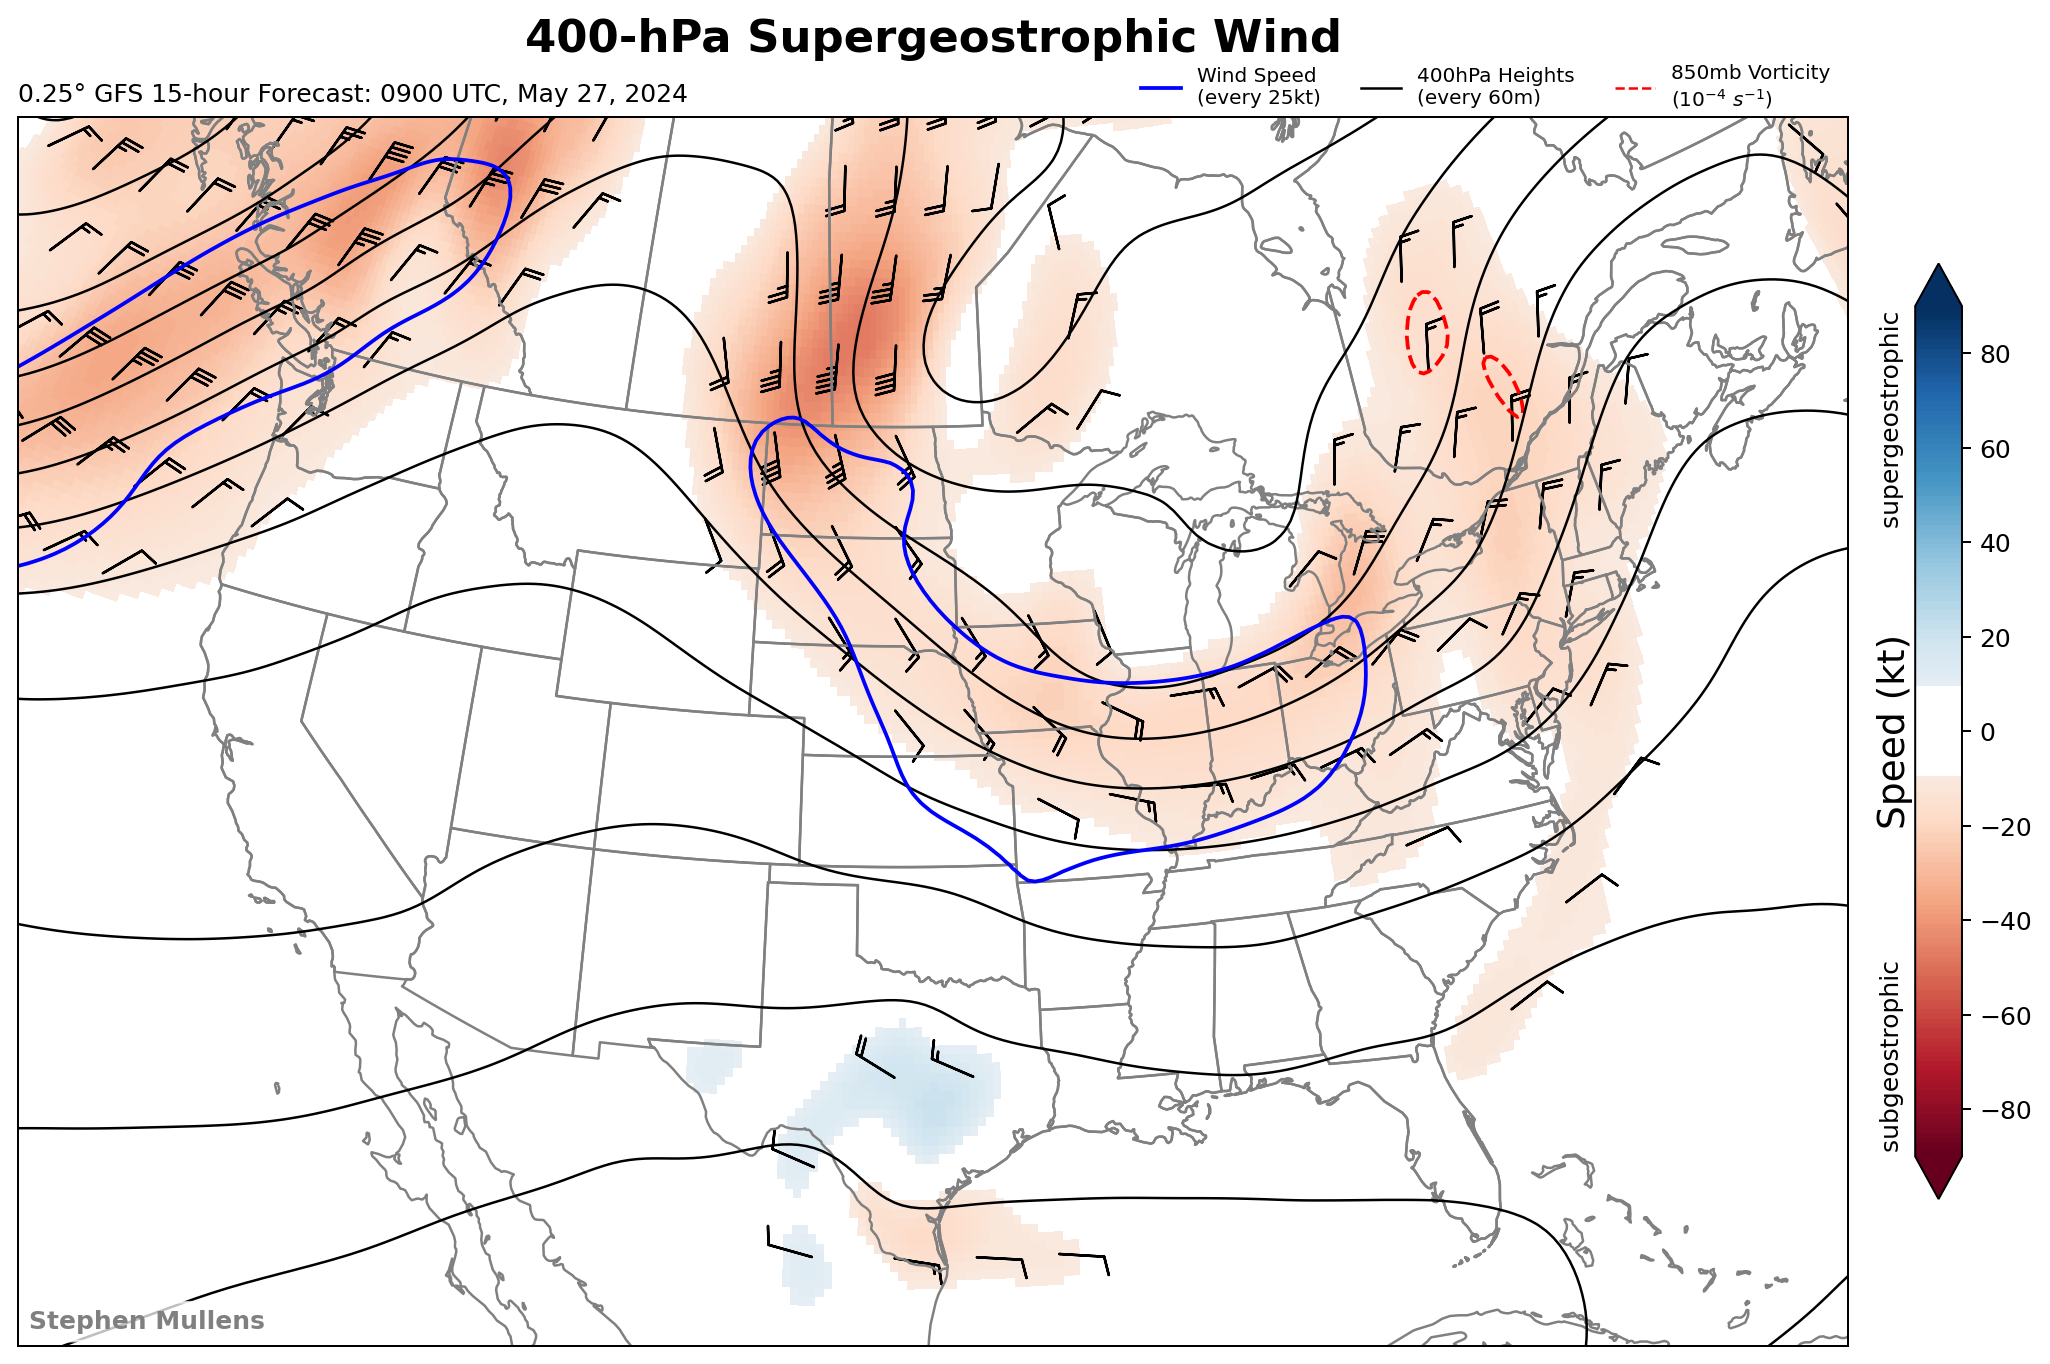 400-hPa Supergeostrophic Wind
0.25° GFS 15-hour Forecast: 0900 UTC, May 27, 2024
Wind Speed
(every 25kt)
400hPa Heights
(every 60m)
850mb Vorticity
(10⁻⁴ s⁻¹)
supergeostrophic
Speed (kt)
subgeostrophic
80
60
40
20
0
−20
−40
−60
−80
Stephen Mullens